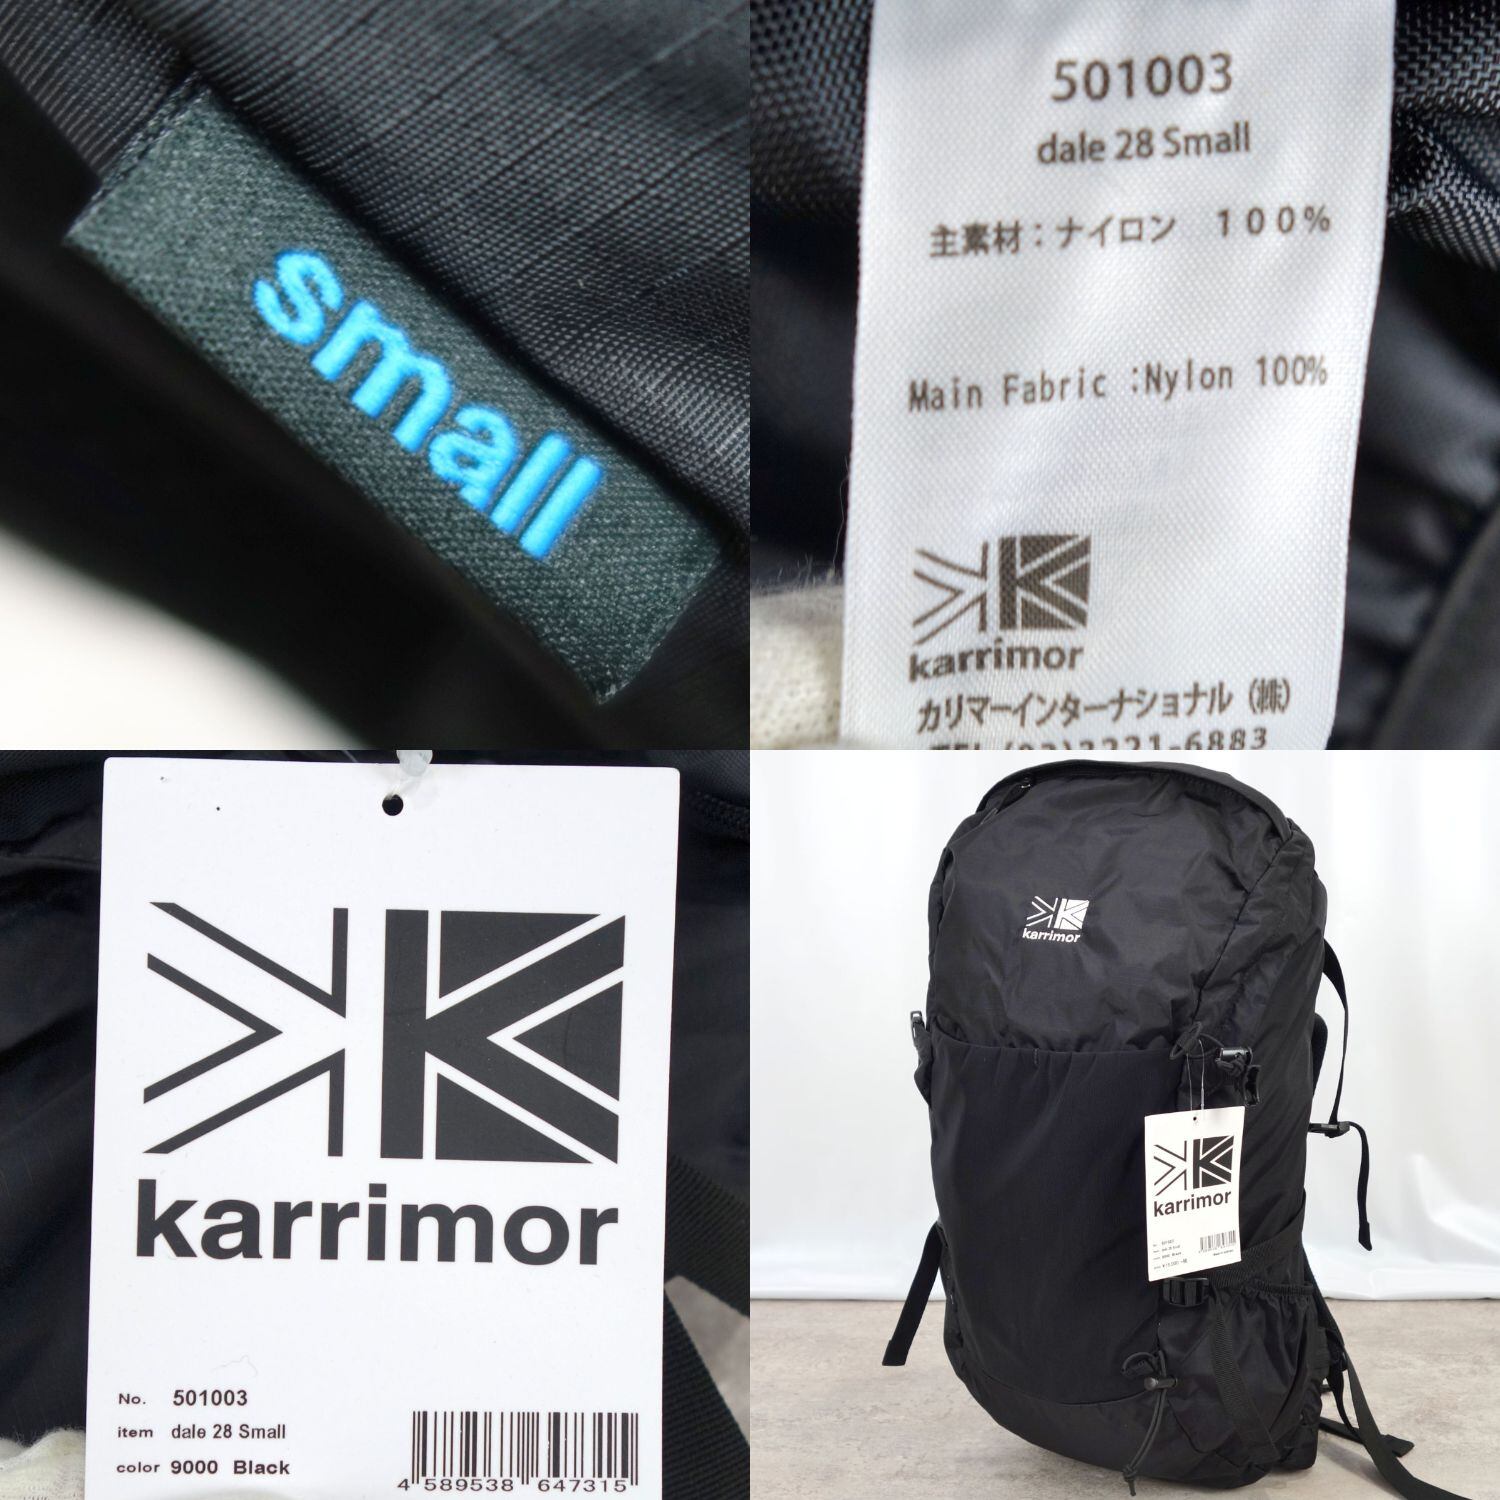 small
501003
dale 28 Small
主素材：ナイロン　１００％
Main Fabric :Nylon 100%
karrimor
カリマーインターナショナル（株）
karrimor
No. 501003
item dale 28 Small
color 9000 Black
4 589538 647315
karrimor
karrimor